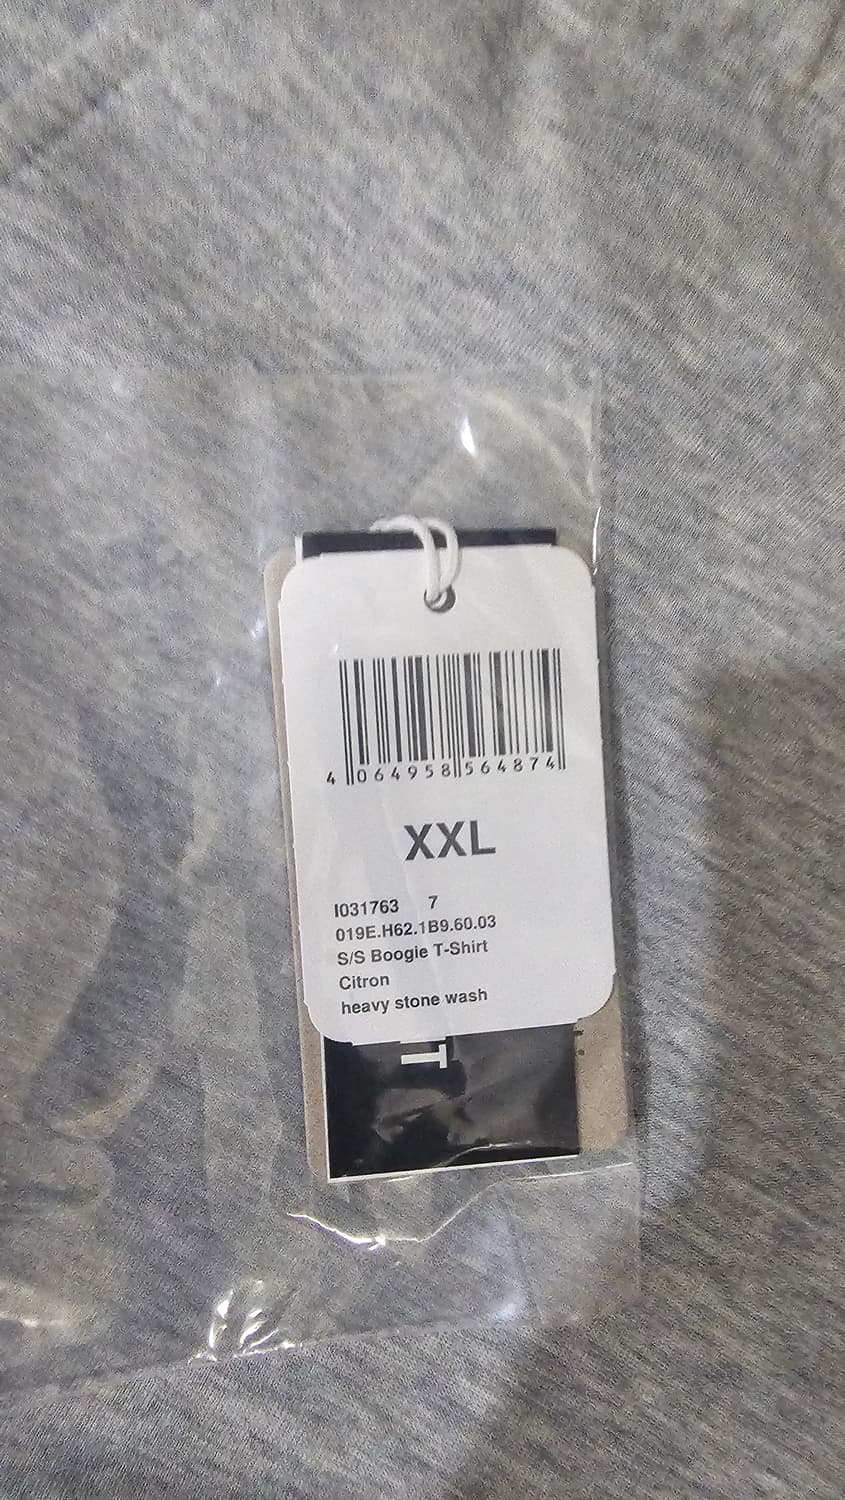 4 064958 564874
XXL
I031763 7
019E.H62.1B9.60.03
S/S Boogie T-Shirt
Citron
heavy stone wash